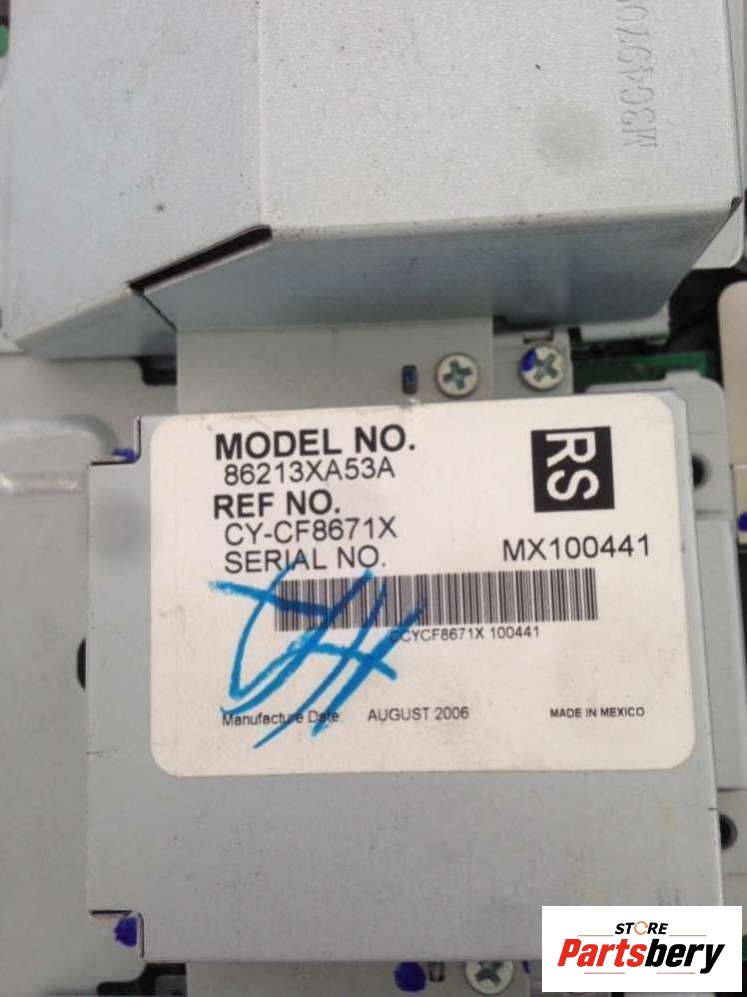 MODEL NO.
86213XA53A
REF NO.
CY-CF8671X
SERIAL NO.
MX100441
RS
CCYCF8671X 100441
Manufacture Date AUGUST 2006 MADE IN MEXICO
STORE
Partsbery